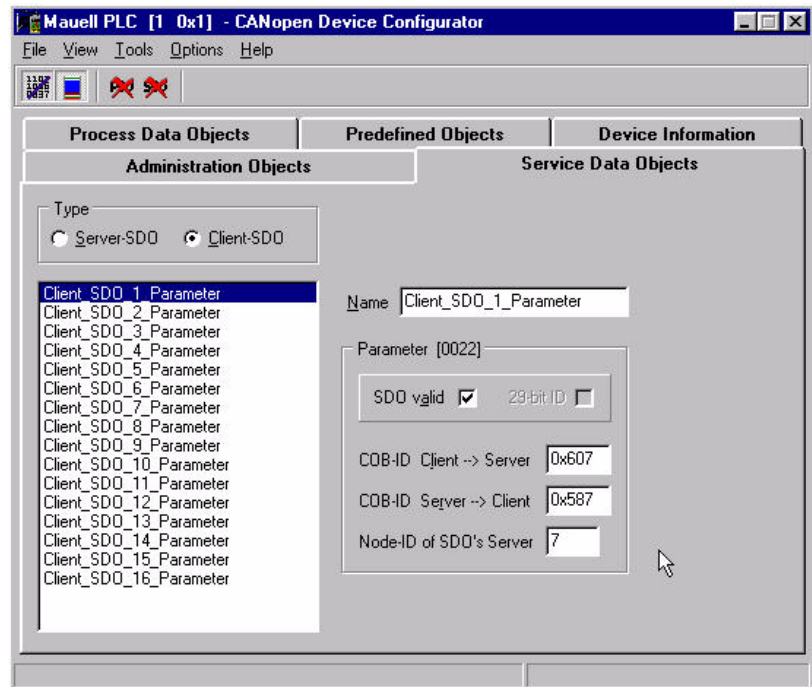 Mauell PLC [1 0x1] - CANopen Device Configurator
File View Tools Options Help
Process Data Objects Predefined Objects Device Information
Administration Objects Service Data Objects
Type
Server-SDO Client-SDO
Client_SDO_1_Parameter
Client_SDO_2_Parameter
Client_SDO_3_Parameter
Client_SDO_4_Parameter
Client_SDO_5_Parameter
Client_SDO_6_Parameter
Client_SDO_7_Parameter
Client_SDO_8_Parameter
Client_SDO_9_Parameter
Client_SDO_10_Parameter
Client_SDO_11_Parameter
Client_SDO_12_Parameter
Client_SDO_13_Parameter
Client_SDO_14_Parameter
Client_SDO_15_Parameter
Client_SDO_16_Parameter
Name Client_SDO_1_Parameter
Parameter [0022]
SDO valid 29-bit ID
COB-ID Client --> Server 0x607
COB-ID Server --> Client 0x587
Node-ID of SDO's Server 7